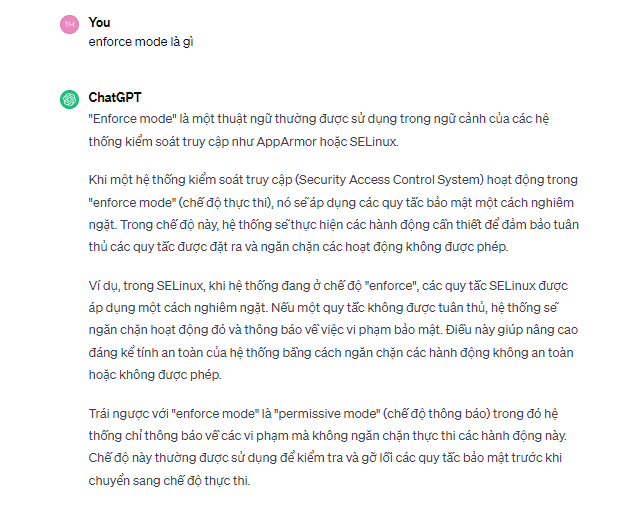 TH
You
enforce mode là gì
ChatGPT
"Enforce mode" là một thuật ngữ thường được sử dụng trong ngữ cảnh của các hệ
thống kiểm soát truy cập như AppArmor hoặc SELinux.
Khi một hệ thống kiểm soát truy cập (Security Access Control System) hoạt động trong
"enforce mode" (chế độ thực thi), nó sẽ áp dụng các quy tắc bảo mật một cách nghiêm
ngặt. Trong chế độ này, hệ thống sẽ thực hiện các hành động cần thiết để đảm bảo tuân
thủ các quy tắc được đặt ra và ngăn chặn các hoạt động không được phép.
Ví dụ, trong SELinux, khi hệ thống đang ở chế độ "enforce", các quy tắc SELinux được
áp dụng một cách nghiêm ngặt. Nếu một quy tắc không được tuân thủ, hệ thống sẽ
ngăn chặn hoạt động đó và thông báo về việc vi phạm bảo mật. Điều này giúp nâng cao
đáng kể tính an toàn của hệ thống bằng cách ngăn chặn các hành động không an toàn
hoặc không được phép.
Trái ngược với "enforce mode" là "permissive mode" (chế độ thông báo) trong đó hệ
thống chỉ thông báo về các vi phạm mà không ngăn chặn thực thi các hành động này.
Chế độ này thường được sử dụng để kiểm tra và gỡ lỗi các quy tắc bảo mật trước khi
chuyển sang chế độ thực thi.